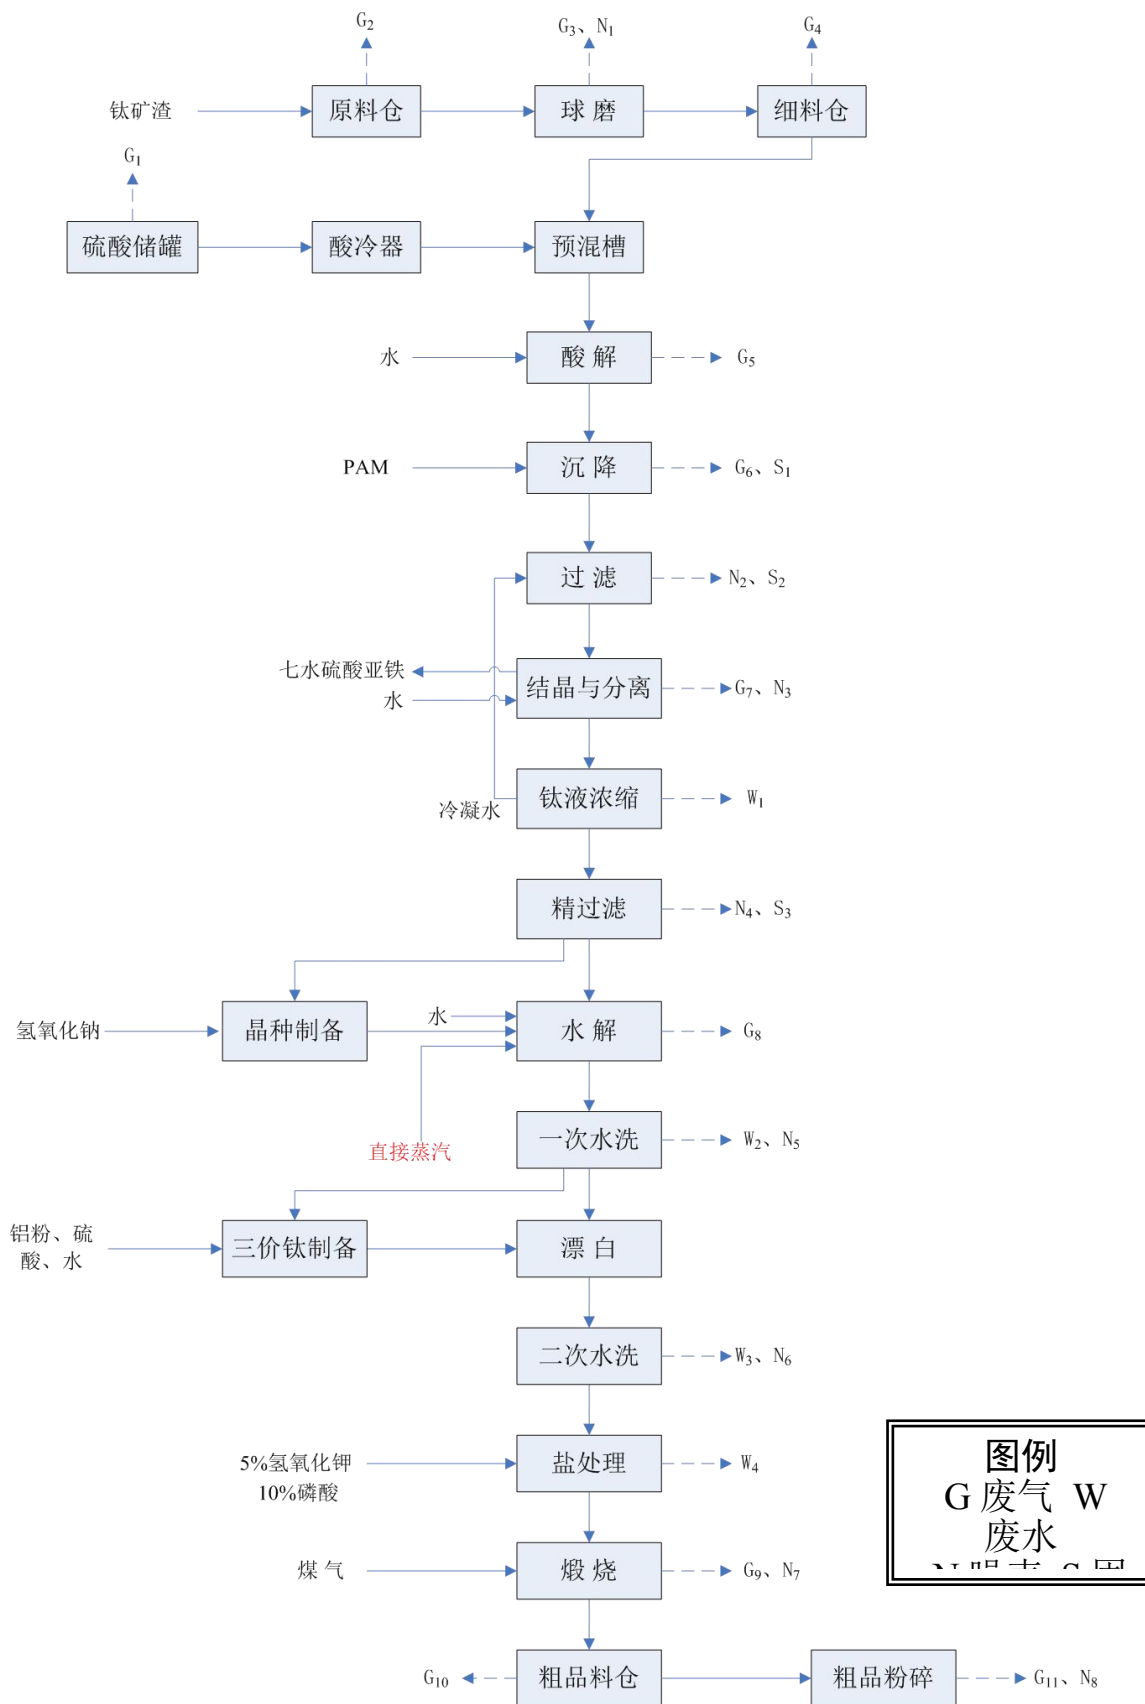 G₂
G₃、N₁
G₄
钛矿渣
原料仓
球 磨
细料仓
G₁
硫酸储罐
酸冷器
预混槽
水
酸 解
G₅
PAM
沉 降
G₆、S₁
过 滤
N₂、S₂
七水硫酸亚铁
水
结晶与分离
G₇、N₃
冷凝水
钛液浓缩
W₁
精过滤
N₄、S₃
氢氧化钠
晶种制备
水
水 解
G₈
直接蒸汽
一次水洗
W₂、N₅
铝粉、硫
酸、水
三价钛制备
漂 白
二次水洗
W₃、N₆
5%氢氧化钾
10%磷酸
盐处理
W₄
煤 气
煅 烧
G₉、N₇
G₁₀
粗品料仓
粗品粉碎
G₁₁、N₈
图例
G 废气 W
废水